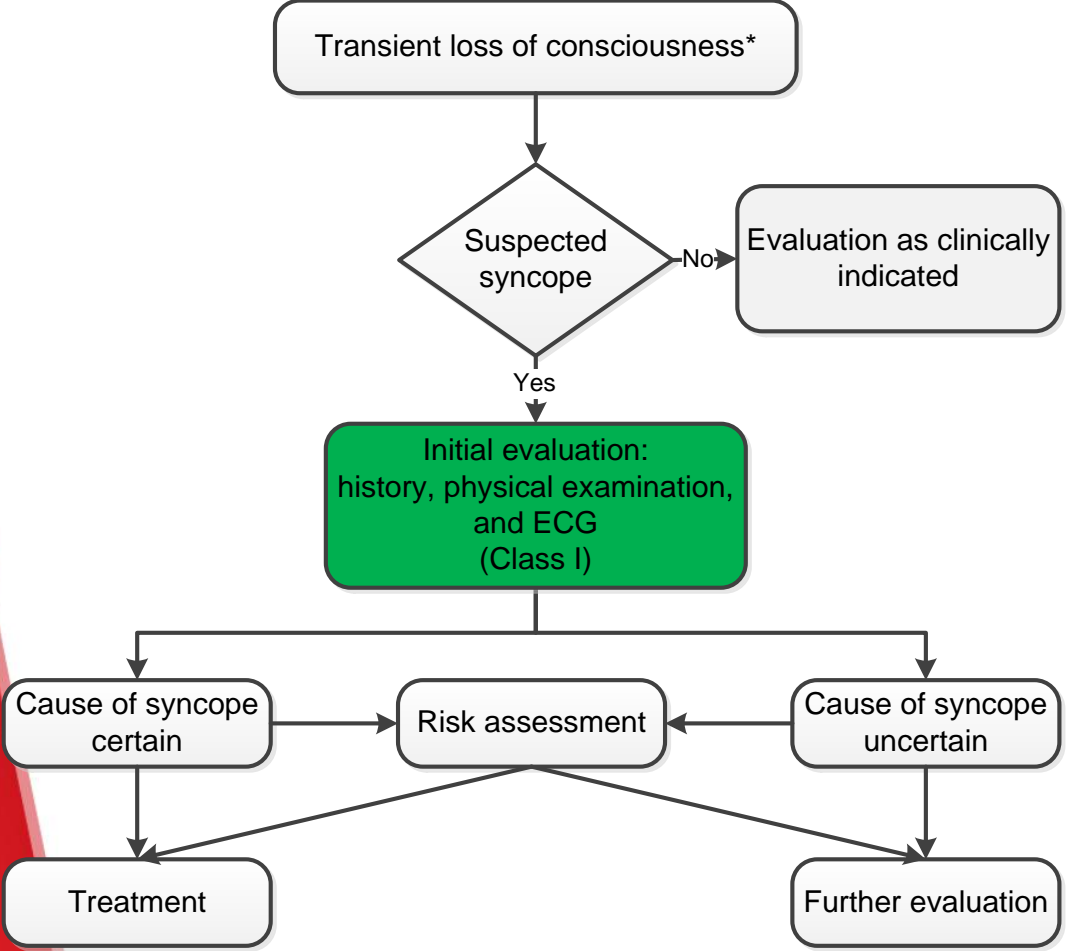 Transient loss of consciousness*
Suspected
syncope
No
Evaluation as clinically
indicated
Yes
Initial evaluation:
history, physical examination,
and ECG
(Class I)
Cause of syncope
certain
Risk assessment
Cause of syncope
uncertain
Treatment
Further evaluation